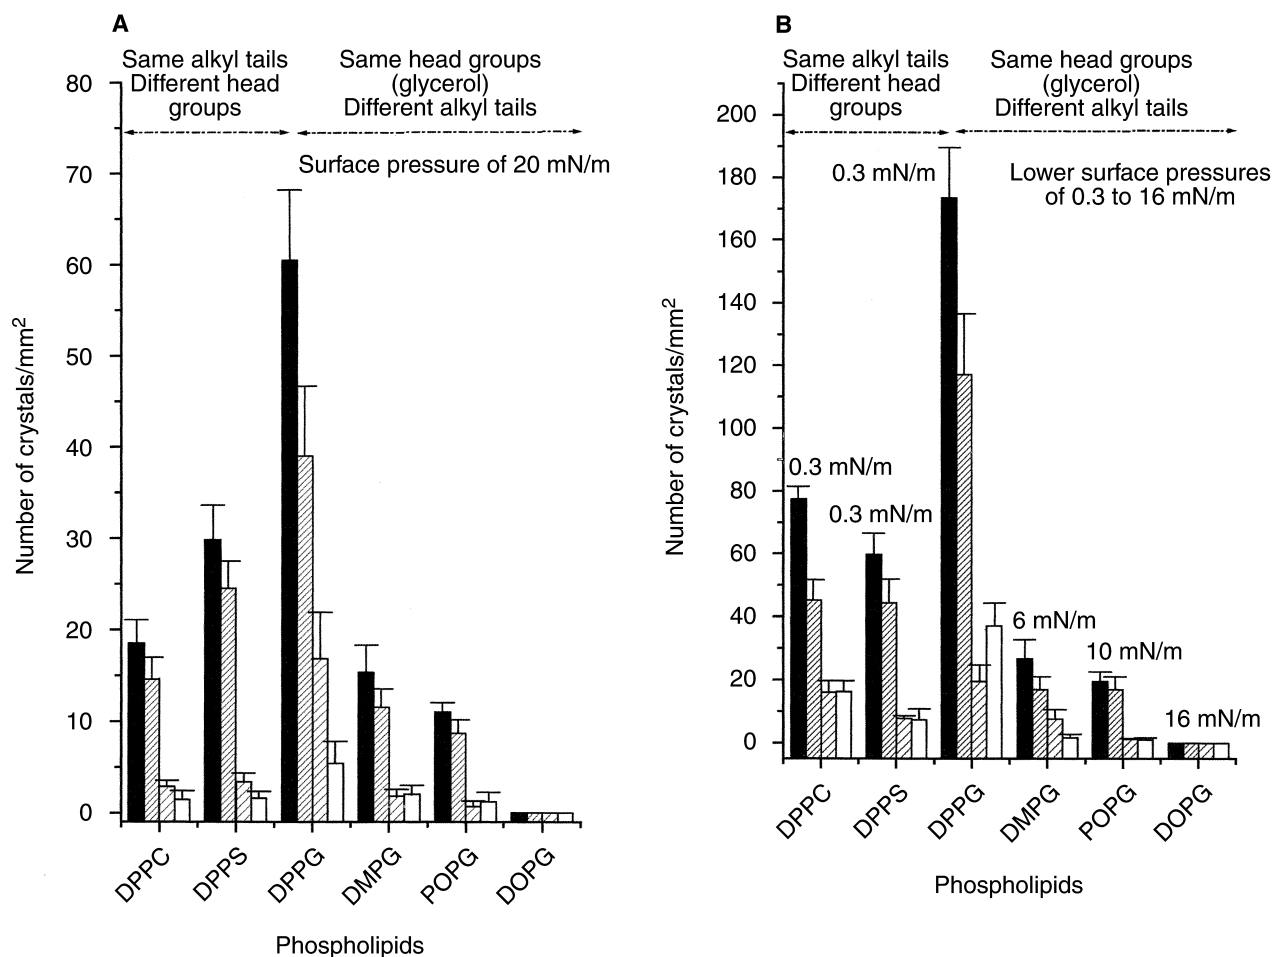 A
Same alkyl tails
Different head
groups
Same head groups
(glycerol)
Different alkyl tails
Surface pressure of 20 mN/m
80
70
60
50
40
30
20
10
0
Number of crystals/mm2
DPPC
DPPS
DPPG
DMPG
POPG
DOPG
Phospholipids
B
Same alkyl tails
Different head
groups
Same head groups
(glycerol)
Different alkyl tails
Lower surface pressures
of 0.3 to 16 mN/m
200
180
160
140
120
100
80
60
40
20
0
Number of crystals/mm2
0.3 mN/m
0.3 mN/m
0.3 mN/m
6 mN/m
10 mN/m
16 mN/m
DPPC
DPPS
DPPG
DMPG
POPG
DOPG
Phospholipids